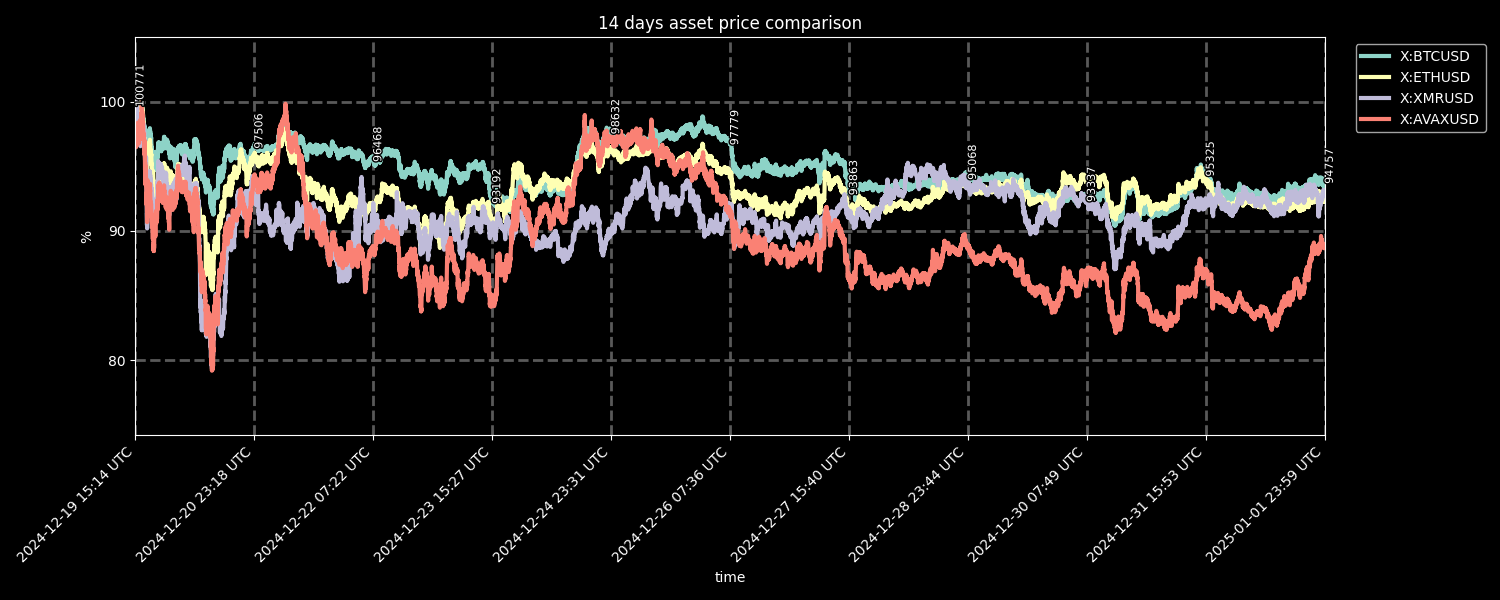 14 days asset price comparison
X:BTCUSD
X:ETHUSD
X:XMRUSD
X:AVAXUSD
100
90
80
%
100771
97506
96468
93192
98632
97779
93863
95068
93337
95325
94757
2024-12-19 15:14 UTC
2024-12-20 23:18 UTC
2024-12-22 07:22 UTC
2024-12-23 15:27 UTC
2024-12-24 23:31 UTC
2024-12-26 07:36 UTC
2024-12-27 15:40 UTC
2024-12-28 23:44 UTC
2024-12-30 07:49 UTC
2024-12-31 15:53 UTC
2025-01-01 23:59 UTC
time